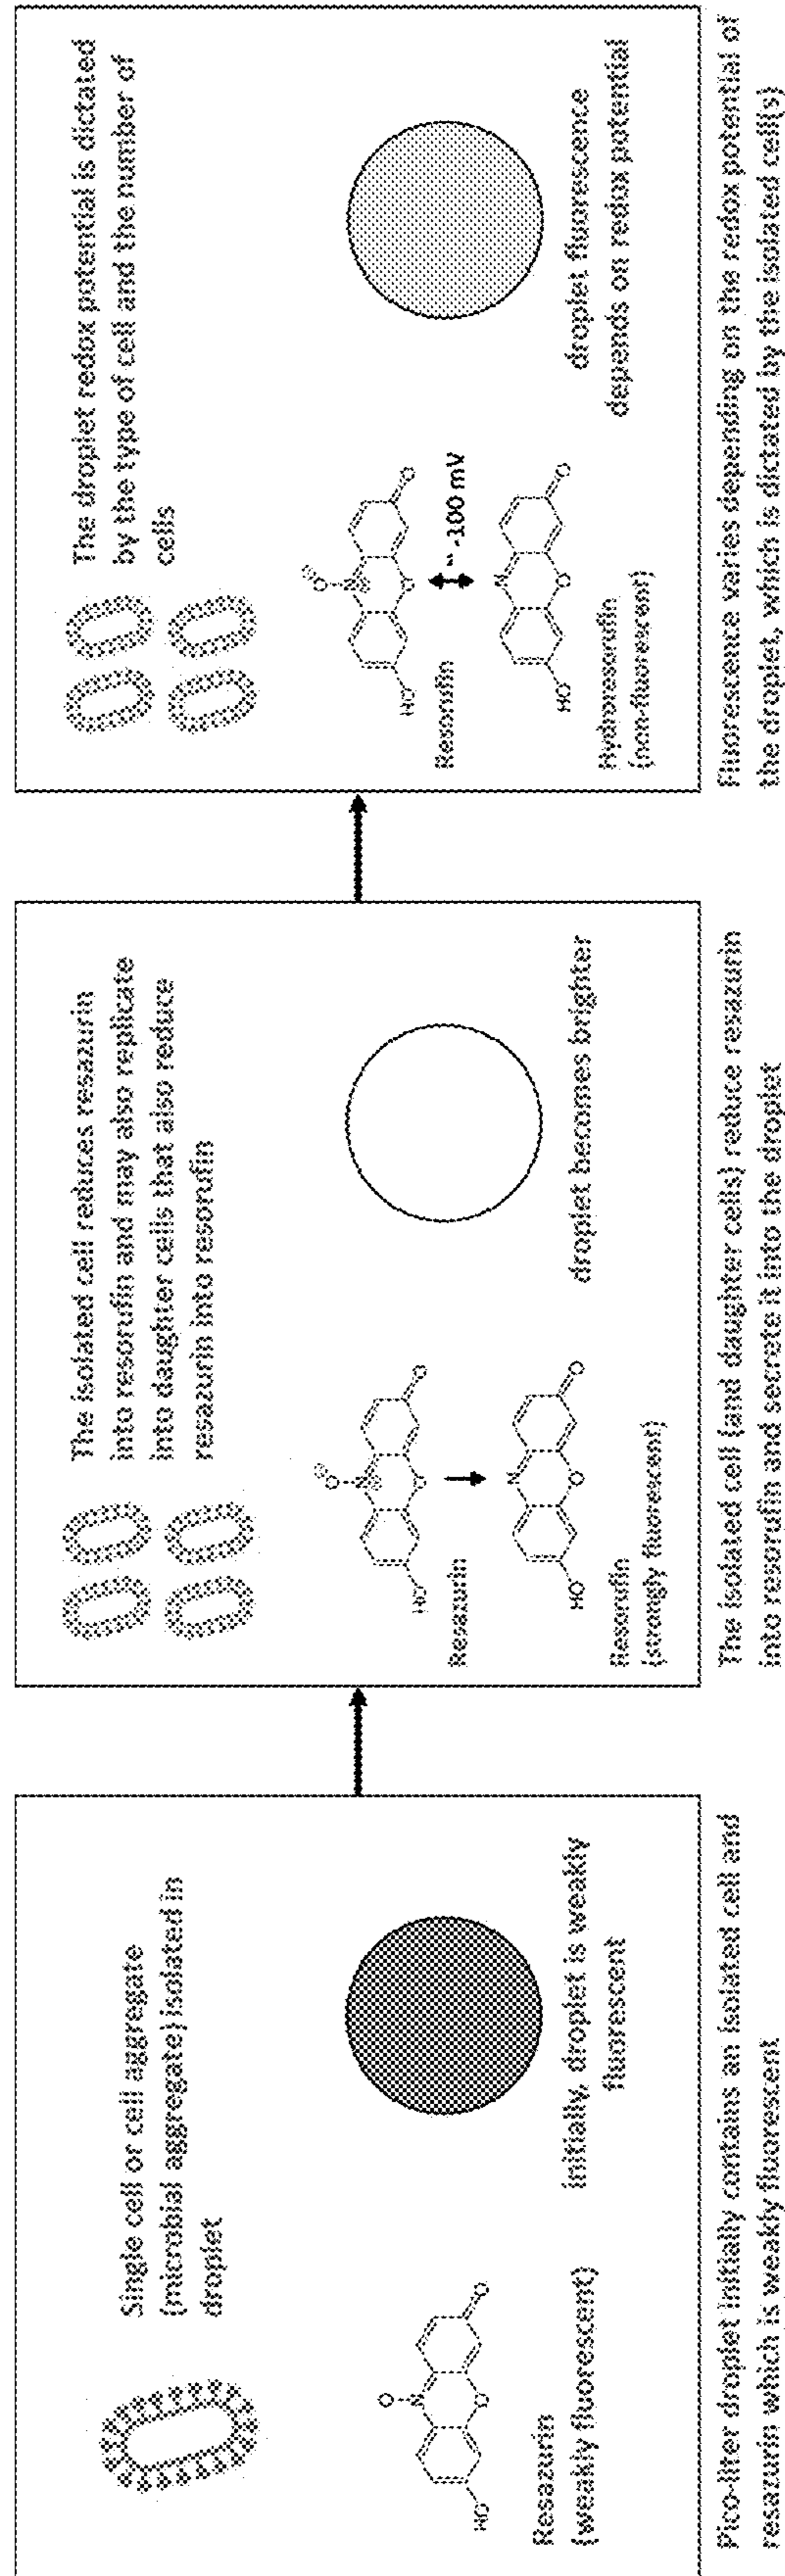 Single cell or cell aggregate
(microbial aggregate) isolated in
droplet
O
N
HO
O
O
Resazurin
(weakly fluorescent)
initially, droplet is weakly
fluorescent
Pico-liter droplet initially contains an isolated cell and
resazurin which is weakly fluorescent
The isolated cell reduces resazurin
into resorufin and may also replicate
into daughter cells that also reduce
resazurin into resorufin
O
N
HO
O
O
Resazurin
N
HO
O
O
Resorufin
(strongly fluorescent)
droplet becomes brighter
The isolated cell (and daughter cells) reduce resazurin
into resorufin and secrete it into the droplet
The droplet redox potential is dictated
by the type of cell and the number of
cells
O
N
HO
O
O
Resorufin
~ -100 mV
N
HO
O
O
Hydroresorufin
(non-fluorescent)
droplet fluorescence
depends on redox potential
Fluorescence varies depending on the redox potential of
the droplet, which is dictated by the isolated cell(s)